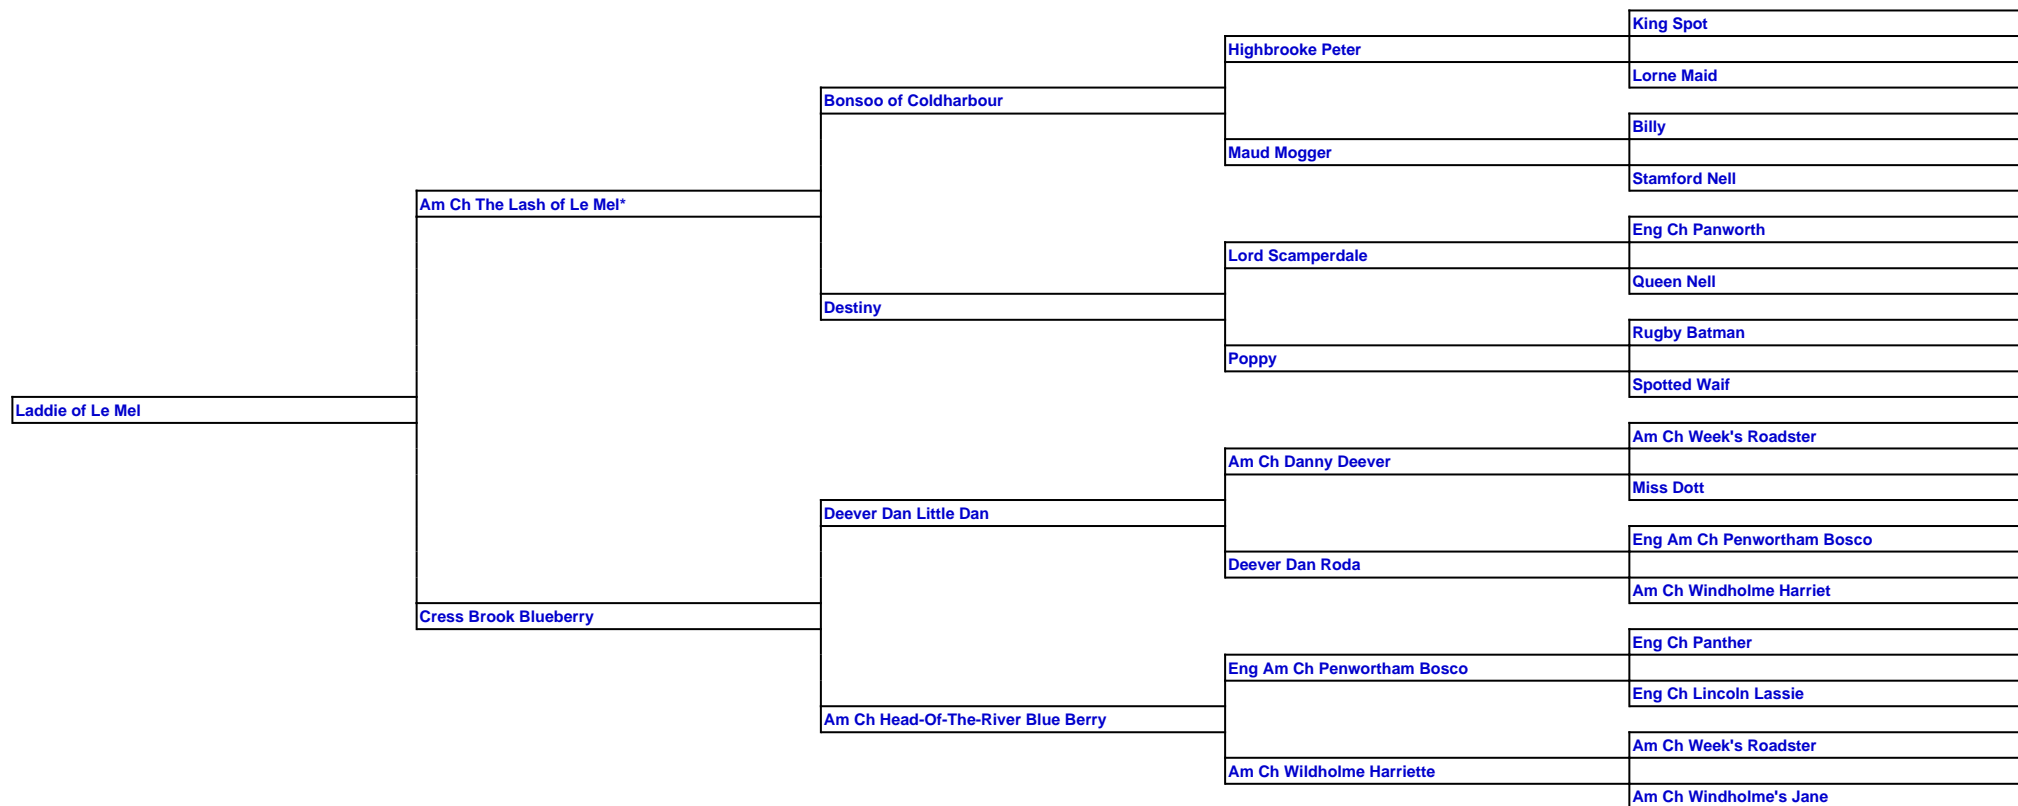 King Spot
Highbrooke Peter
Lorne Maid
Bonsoo of Coldharbour
Billy
Maud Mogger
Stamford Nell
Am Ch The Lash of Le Mel*
Eng Ch Panworth
Lord Scamperdale
Queen Nell
Destiny
Rugby Batman
Poppy
Spotted Waif
Laddie of Le Mel
Am Ch Week's Roadster
Am Ch Danny Deever
Miss Dott
Deever Dan Little Dan
Eng Am Ch Penwortham Bosco
Deever Dan Roda
Am Ch Windholme Harriet
Cress Brook Blueberry
Eng Ch Panther
Eng Am Ch Penwortham Bosco
Eng Ch Lincoln Lassie
Am Ch Head-Of-The-River Blue Berry
Am Ch Week's Roadster
Am Ch Wildholme Harriette
Am Ch Windholme's Jane